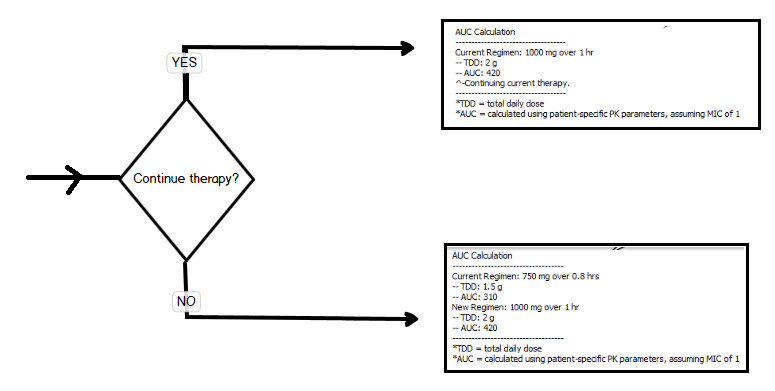 YES
AUC Calculation
-----------------------------------
Current Regimen: 1000 mg over 1 hr
-- TDD: 2 g
-- AUC: 420
^-Continuing current therapy.
-----------------------------------
*TDD = total daily dose
*AUC = calculated using patient-specific PK parameters, assuming MIC of 1
Continue therapy?
NO
AUC Calculation
-----------------------------------
Current Regimen: 750 mg over 0.8 hrs
-- TDD: 1.5 g
-- AUC: 310
New Regimen: 1000 mg over 1 hr
-- TDD: 2 g
-- AUC: 420
-----------------------------------
*TDD = total daily dose
*AUC = calculated using patient-specific PK parameters, assuming MIC of 1